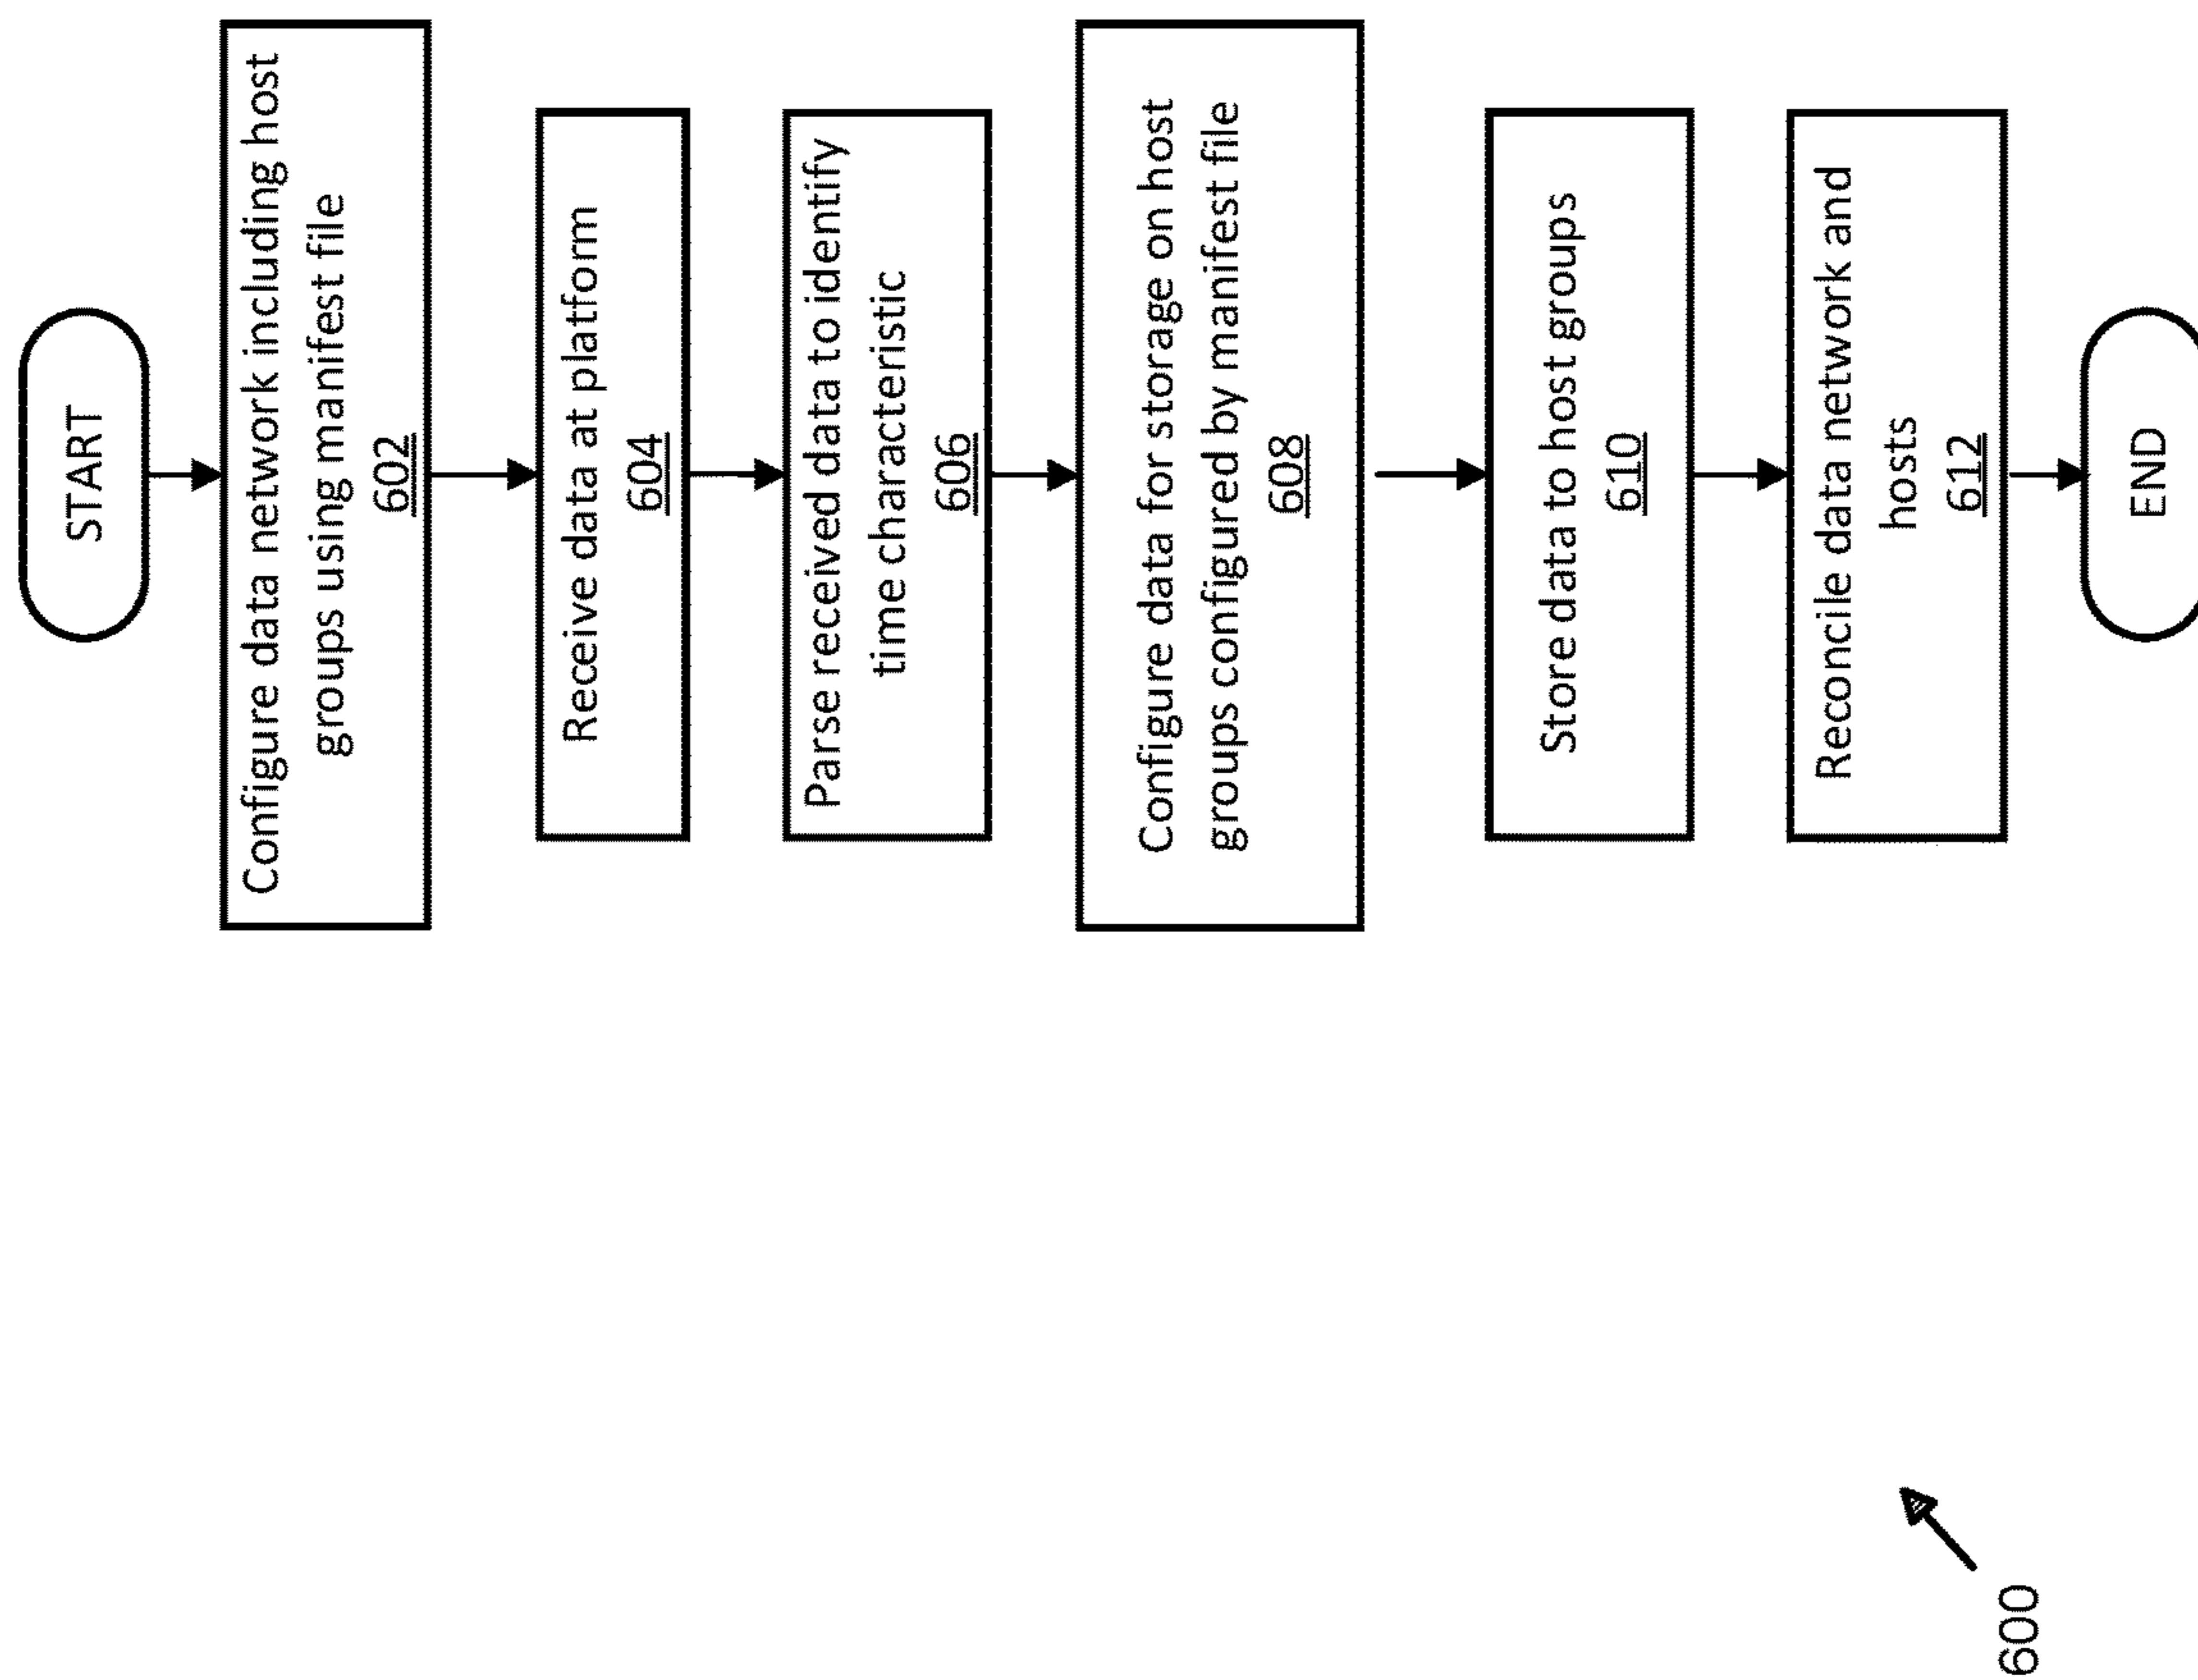 START
Configure data network including host
groups using manifest file
602
Receive data at platform
604
Parse received data to identify
time characteristic
606
Configure data for storage on host
groups configured by manifest file
608
Store data to host groups
610
Reconcile data network and
hosts
612
END
600